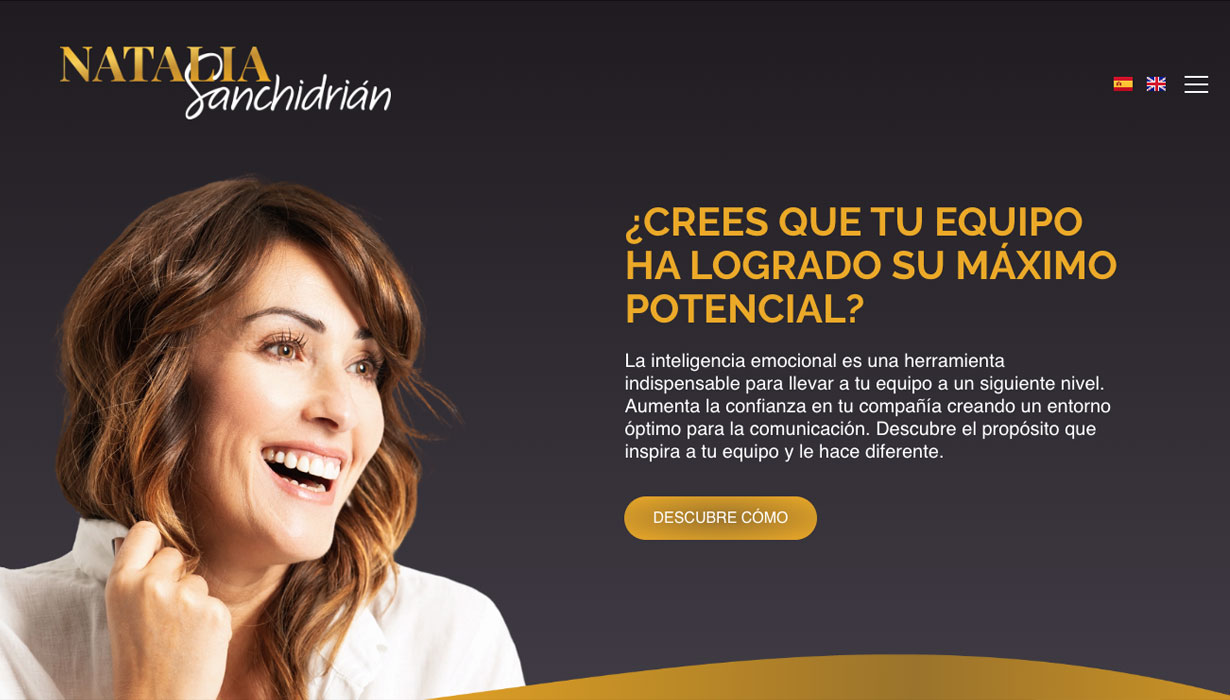 NATALIA
Sanchidrián
¿CREES QUE TU EQUIPO
HA LOGRADO SU MÁXIMO
POTENCIAL?
La inteligencia emocional es una herramienta
indispensable para llevar a tu equipo a un siguiente nivel.
Aumenta la confianza en tu compañía creando un entorno
óptimo para la comunicación. Descubre el propósito que
inspira a tu equipo y le hace diferente.
DESCUBRE CÓMO